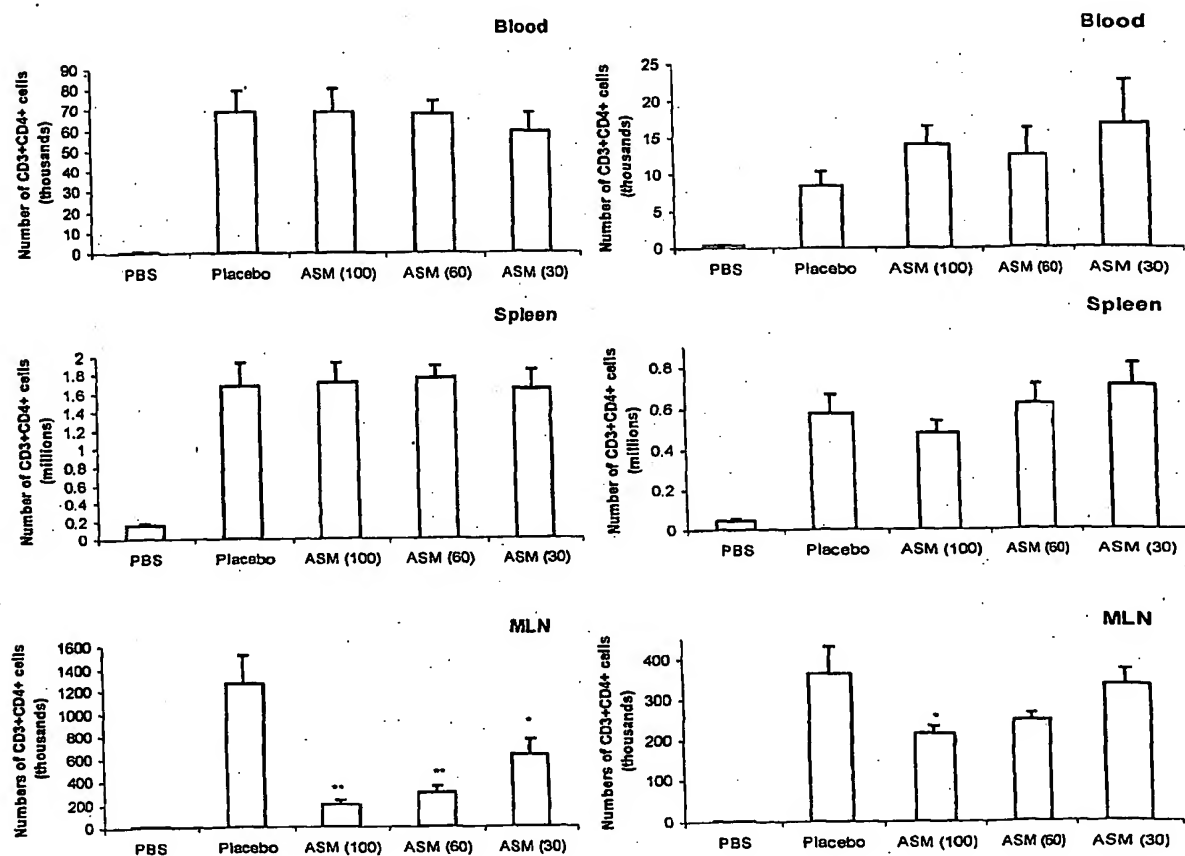 Blood
Number of CD3+CD4+ cells
(thousands)
90
80
70
60
50
40
30
20
10
0
PBS Placebo ASM (100) ASM (60) ASM (30)
Blood
Number of CD3+CD4+ cells
(thousands)
25
20
15
10
5
0
PBS Placebo ASM (100) ASM (60) ASM (30)
Spleen
Number of CD3+CD4+ cells
(millions)
2
1.8
1.6
1.4
1.2
1
0.8
0.6
0.4
0.2
0
PBS Placebo ASM (100) ASM (60) ASM (30)
Spleen
Number of CD3+CD4+ cells
(millions)
0.8
0.6
0.4
0.2
0
PBS Placebo ASM (100) ASM (60) ASM (30)
MLN
Numbers of CD3+CD4+ cells
(thousands)
1600
1400
1200
1000
800
600
400
200
0
** ** *
PBS Placebo ASM (100) ASM (60) ASM (30)
MLN
Numbers of CD3+CD4+ cells
(thousands)
400
300
200
100
0
*
PBS Placebo ASM (100) ASM (60) ASM (30)